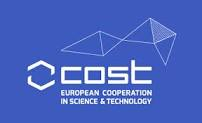 cost
EUROPEAN COOPERATION
IN SCIENCE & TECHNOLOGY